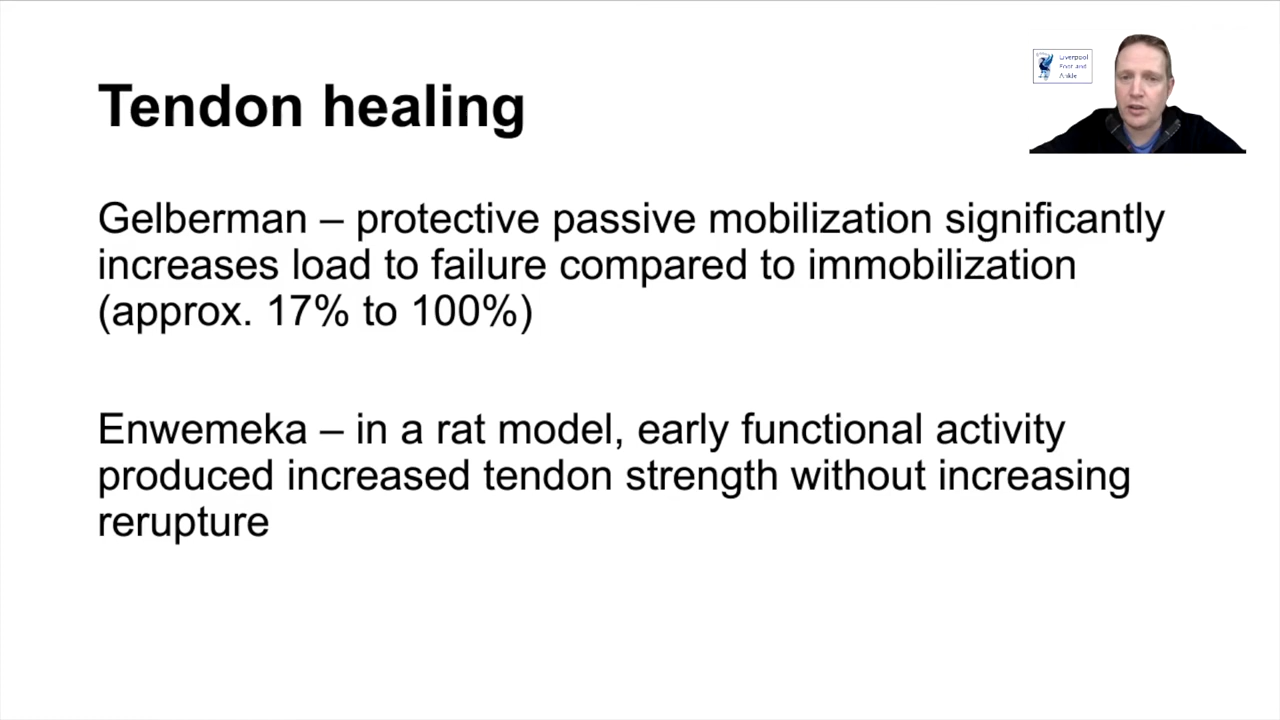 Tendon healing
Liverpool
Foot and
Ankle
Gelberman – protective passive mobilization significantly
increases load to failure compared to immobilization
(approx. 17% to 100%)
Enwemeka – in a rat model, early functional activity
produced increased tendon strength without increasing
rerupture